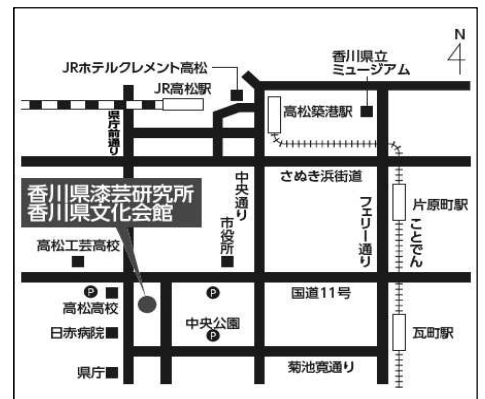 N
香川県立
ミュージアム
JRホテルクレメント高松
JR高松駅
高松築港駅
県庁前通り
さぬき浜街道
中央通り
フェリー通り
香川県漆芸研究所
香川県文化会館
片原町駅
ことでん
市役所
高松工芸高校
P
高松高校
P
国道11号
日赤病院
中央公園
P
瓦町駅
県庁
菊池寛通り